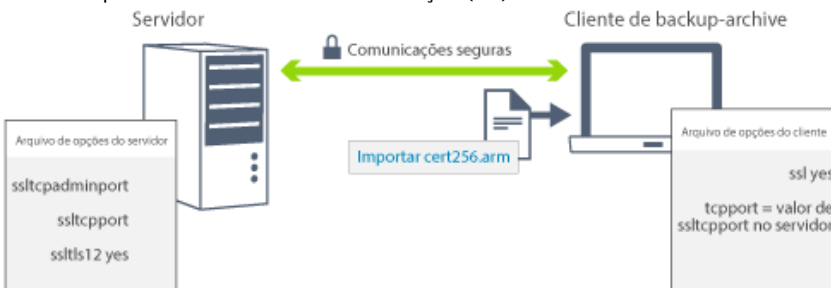 Servidor
Cliente de backup-archive
Comunicações seguras
Arquivo de opções do servidor
ssltcpadminport
ssltcpport
ssltls12 yes
Importar cert256.arm
Arquivo de opções do cliente
ssl yes
tcpport = valor de
ssltcpport no servidor